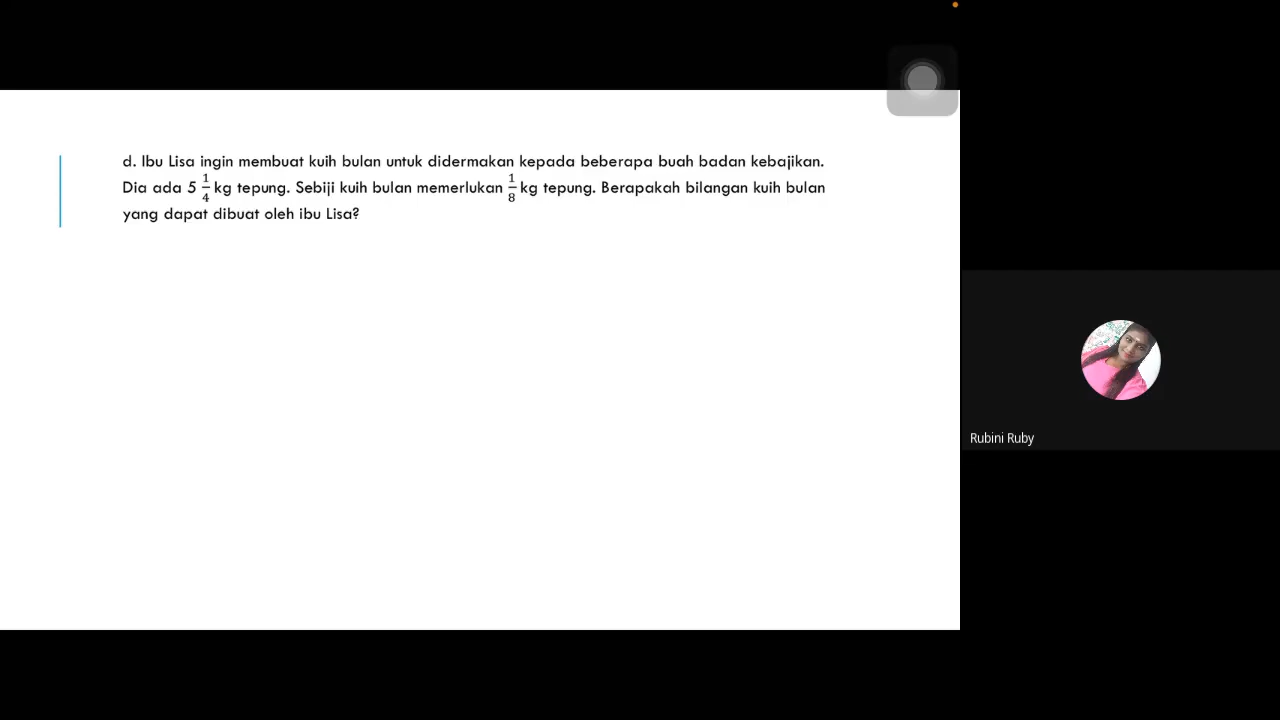 d. Ibu Lisa ingin membuat kuih bulan untuk didermakan kepada beberapa buah badan kebajikan.
Dia ada 5 1/4 kg tepung. Sebiji kuih bulan memerlukan 1/8 kg tepung. Berapakah bilangan kuih bulan
yang dapat dibuat oleh ibu Lisa?
Rubini Ruby